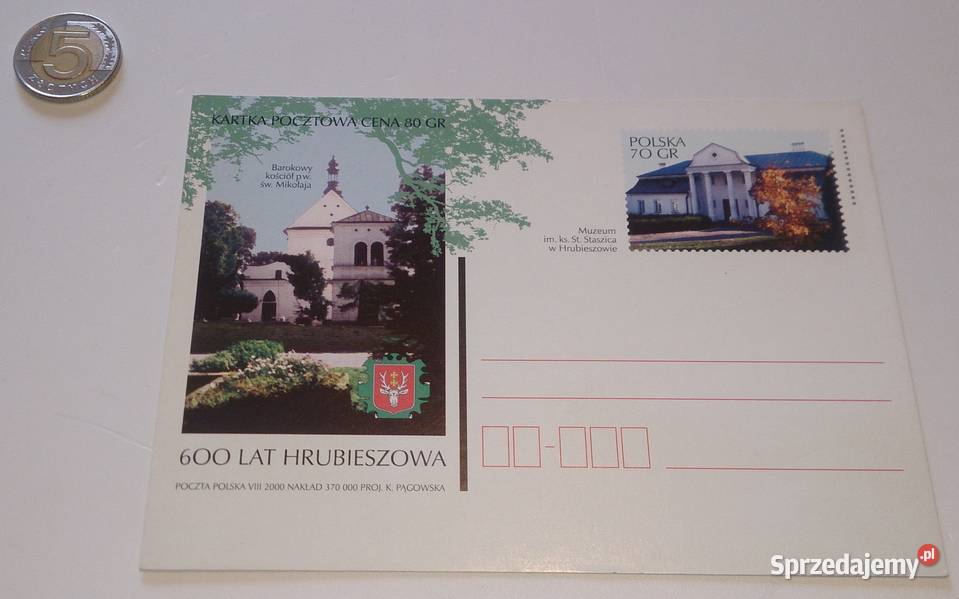 5
ZŁOTYCH
KARTKA POCZTOWA CENA 80 GR
Barokowy
kościół p.w.
św. Mikołaja
POLSKA
70 GR
Muzeum
im. ks. St. Staszica
w Hrubieszowie
600 LAT HRUBIESZOWA
POCZTA POLSKA VIII 2000 NAKŁAD 370 000 PROJ. K. PĄGOWSKA
Sprzedajemy.pl